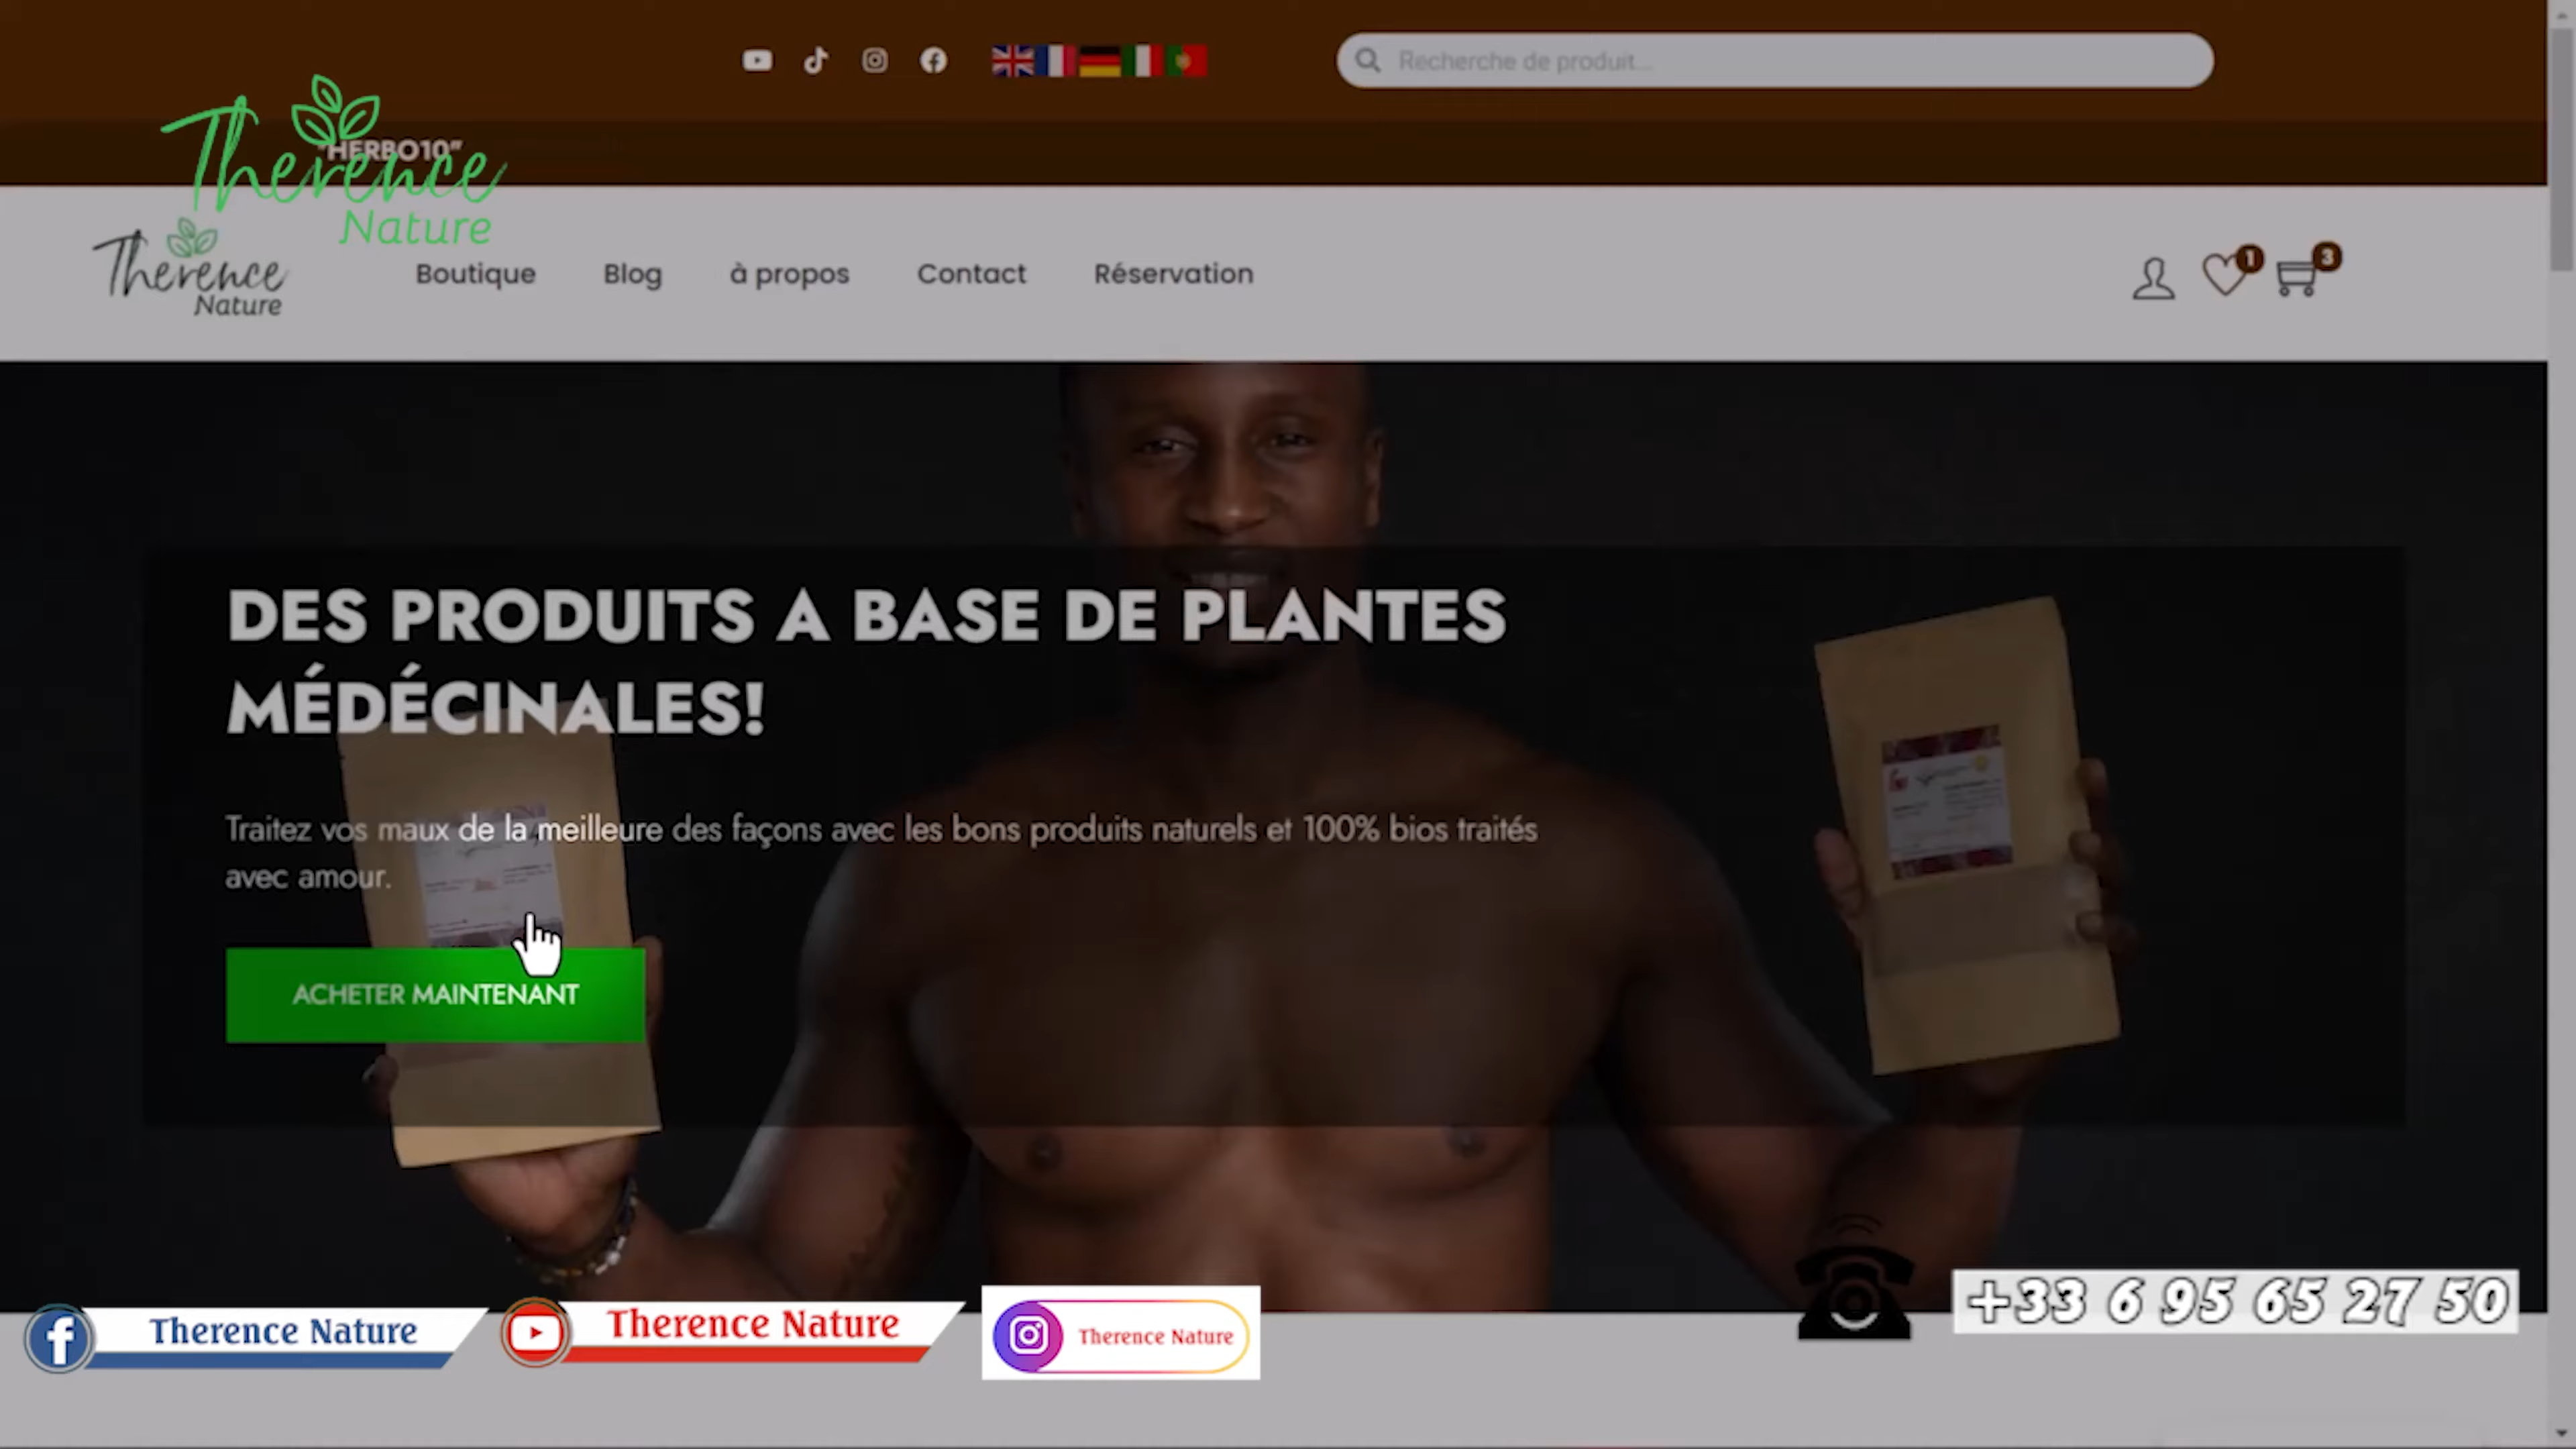 Recherche de produit...
"HERBO10"
Therence
Nature
Therence
Nature
Boutique
Blog
à propos
Contact
Réservation
1
3
DES PRODUITS A BASE DE PLANTES
MÉDÉCINALES!
Traitez vos maux de la meilleure des façons avec les bons produits naturels et 100% bios traités
avec amour.
ACHETER MAINTENANT
Therence Nature
Therence Nature
Therence Nature
+33 6 95 65 27 50